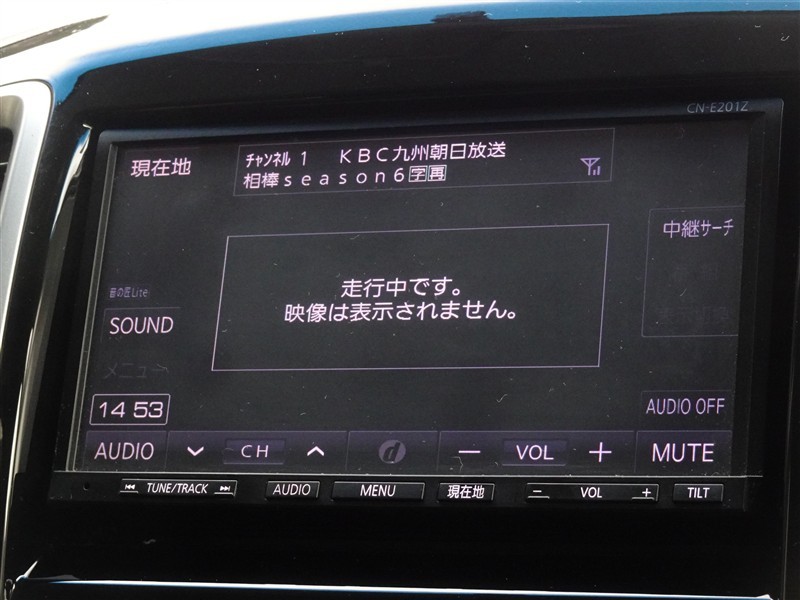 CN-E201Z
現在地
チャンネル 1 KBC九州朝日放送
相棒season6字再
中継サーチ
音の匠Lite
走行中です。
映像は表示されません。
SOUND
メニュー
14 53
AUDIO OFF
AUDIO CH d VOL MUTE
TUNE/TRACK AUDIO MENU 現在地 VOL TILT